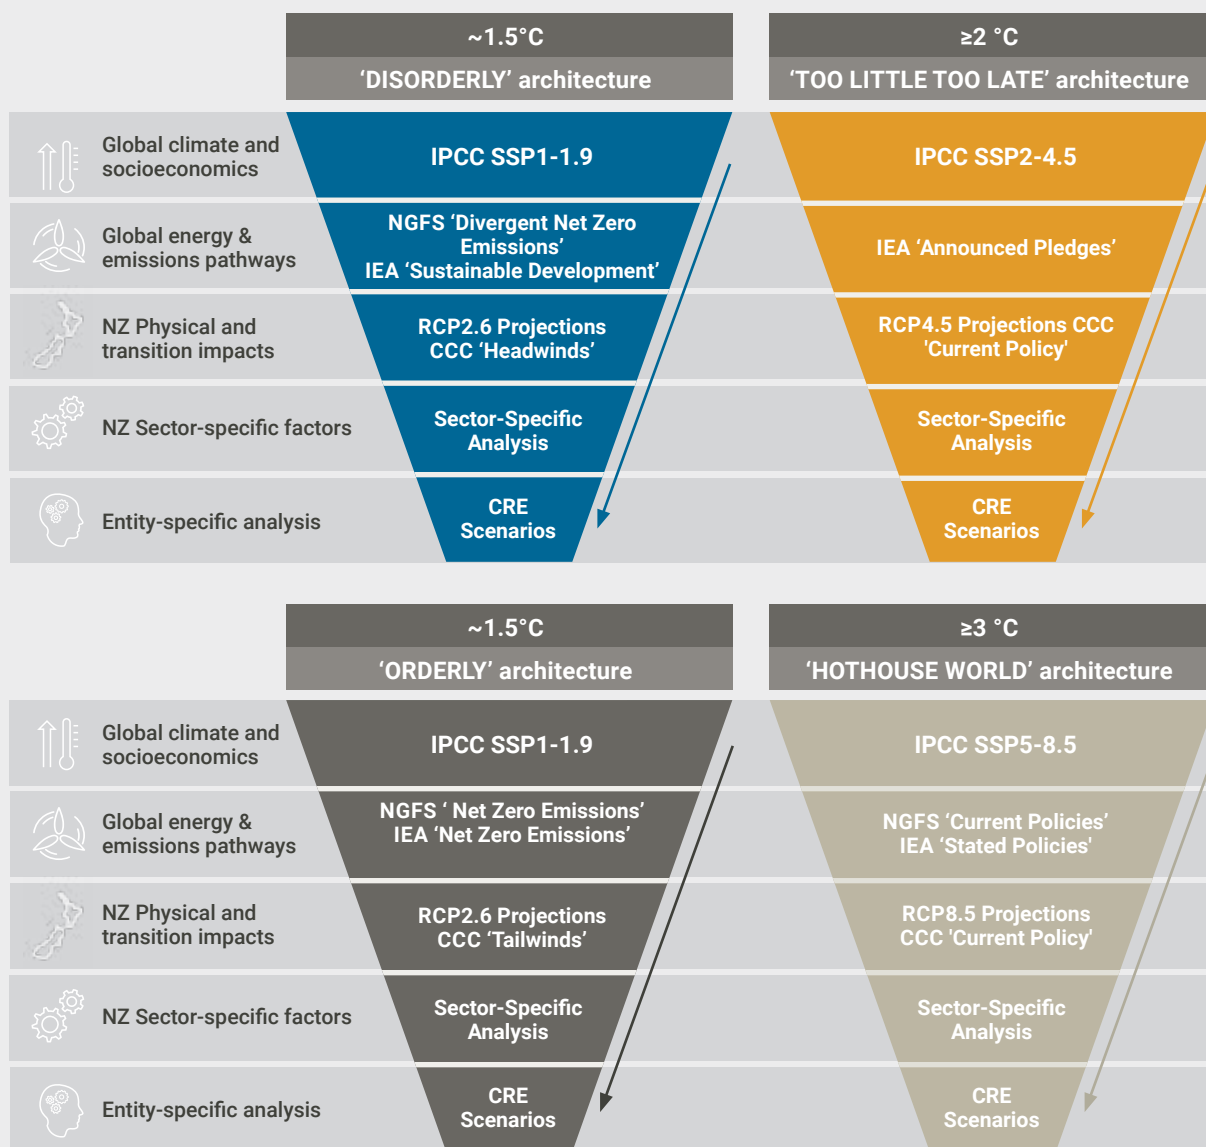 ~1.5°C
≥2 °C
‘DISORDERLY’ architecture
‘TOO LITTLE TOO LATE’ architecture
Global climate and
socioeconomics
IPCC SSP1-1.9
IPCC SSP2-4.5
Global energy &
emissions pathways
NGFS ‘Divergent Net Zero
Emissions’
IEA ‘Sustainable Development’
IEA ‘Announced Pledges’
NZ Physical and
transition impacts
RCP2.6 Projections
CCC ‘Headwinds’
RCP4.5 Projections CCC
'Current Policy'
NZ Sector-specific factors
Sector-Specific
Analysis
Sector-Specific
Analysis
Entity-specific analysis
CRE
Scenarios
CRE
Scenarios
~1.5°C
≥3 °C
‘ORDERLY’ architecture
‘HOTHOUSE WORLD’ architecture
Global climate and
socioeconomics
IPCC SSP1-1.9
IPCC SSP5-8.5
Global energy &
emissions pathways
NGFS ‘ Net Zero Emissions’
IEA ‘Net Zero Emissions’
NGFS ‘Current Policies’
IEA ‘Stated Policies'
NZ Physical and
transition impacts
RCP2.6 Projections
CCC ‘Tailwinds’
RCP8.5 Projections
CCC 'Current Policy'
NZ Sector-specific factors
Sector-Specific
Analysis
Sector-Specific
Analysis
Entity-specific analysis
CRE
Scenarios
CRE
Scenarios